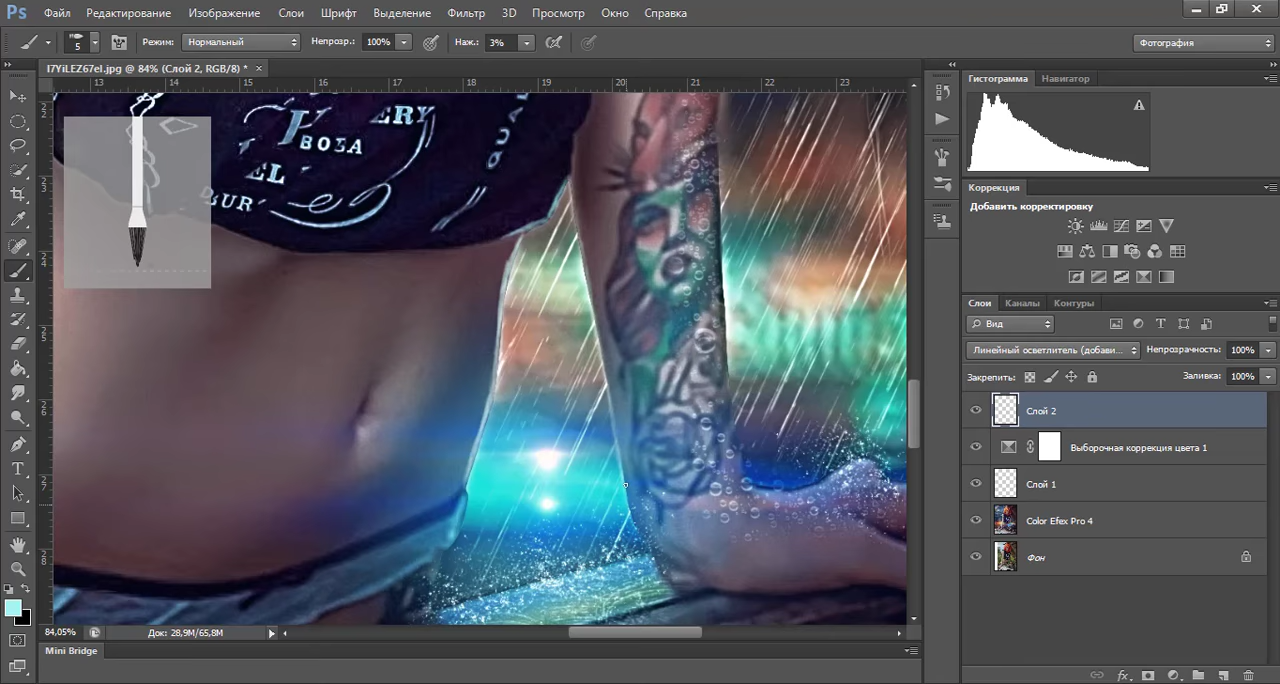 Ps Файл Редактирование Изображение Слои Шрифт Выделение Фильтр 3D Просмотр Окно Справка
5 Режим: Нормальный Непрозр.: 100% Наж.: 3% Фотография
I7YiLEZ67eI.jpg @ 84% (Слой 2, RGB/8) * ×
13 14 15 16 17 18 19 20 21 22 23
Гистограмма Навигатор
ERY
BOSA
EL
BUR
Коррекция
Добавить корректировку
Слои Каналы Контуры
Вид
Линейный осветлитель (добави... Непрозрачность: 100%
Закрепить: Заливка: 100%
Слой 2
Выборочная коррекция цвета 1
Слой 1
Color Efex Pro 4
Фон
84,05% Док: 28,9M/65,8M
Mini Bridge
fx